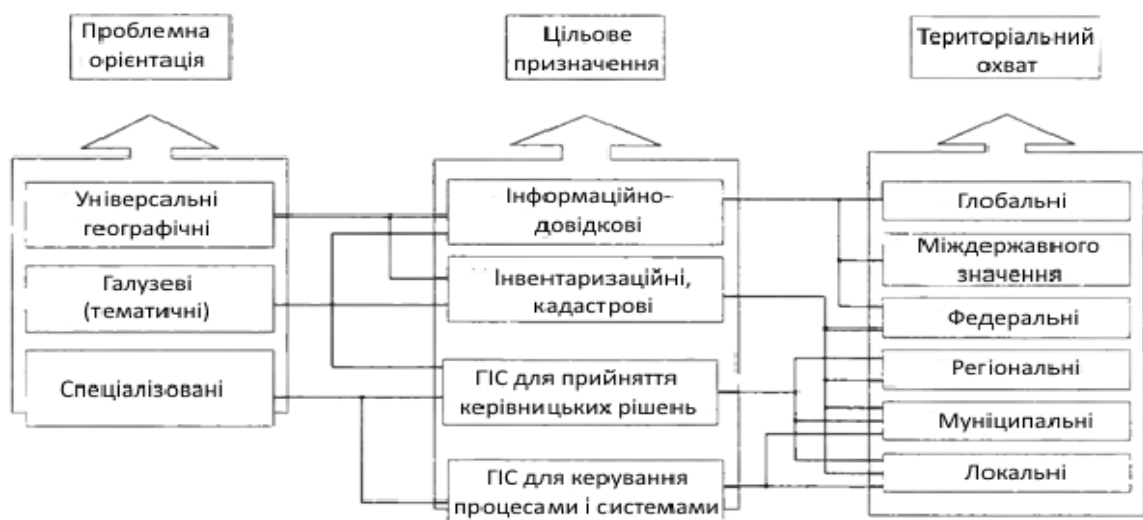 Проблемна
орієнтація
Цільове
призначення
Територіальний
охват
Універсальні
географічні
Галузеві
(тематичні)
Спеціалізовані
Інформаційно-
довідкові
Інвентаризаційні,
кадастрові
ГІС для прийняття
керівницьких рішень
ГІС для керування
процесами і системами
Глобальні
Міждержавного
значення
Федеральні
Регіональні
Муніципальні
Локальні